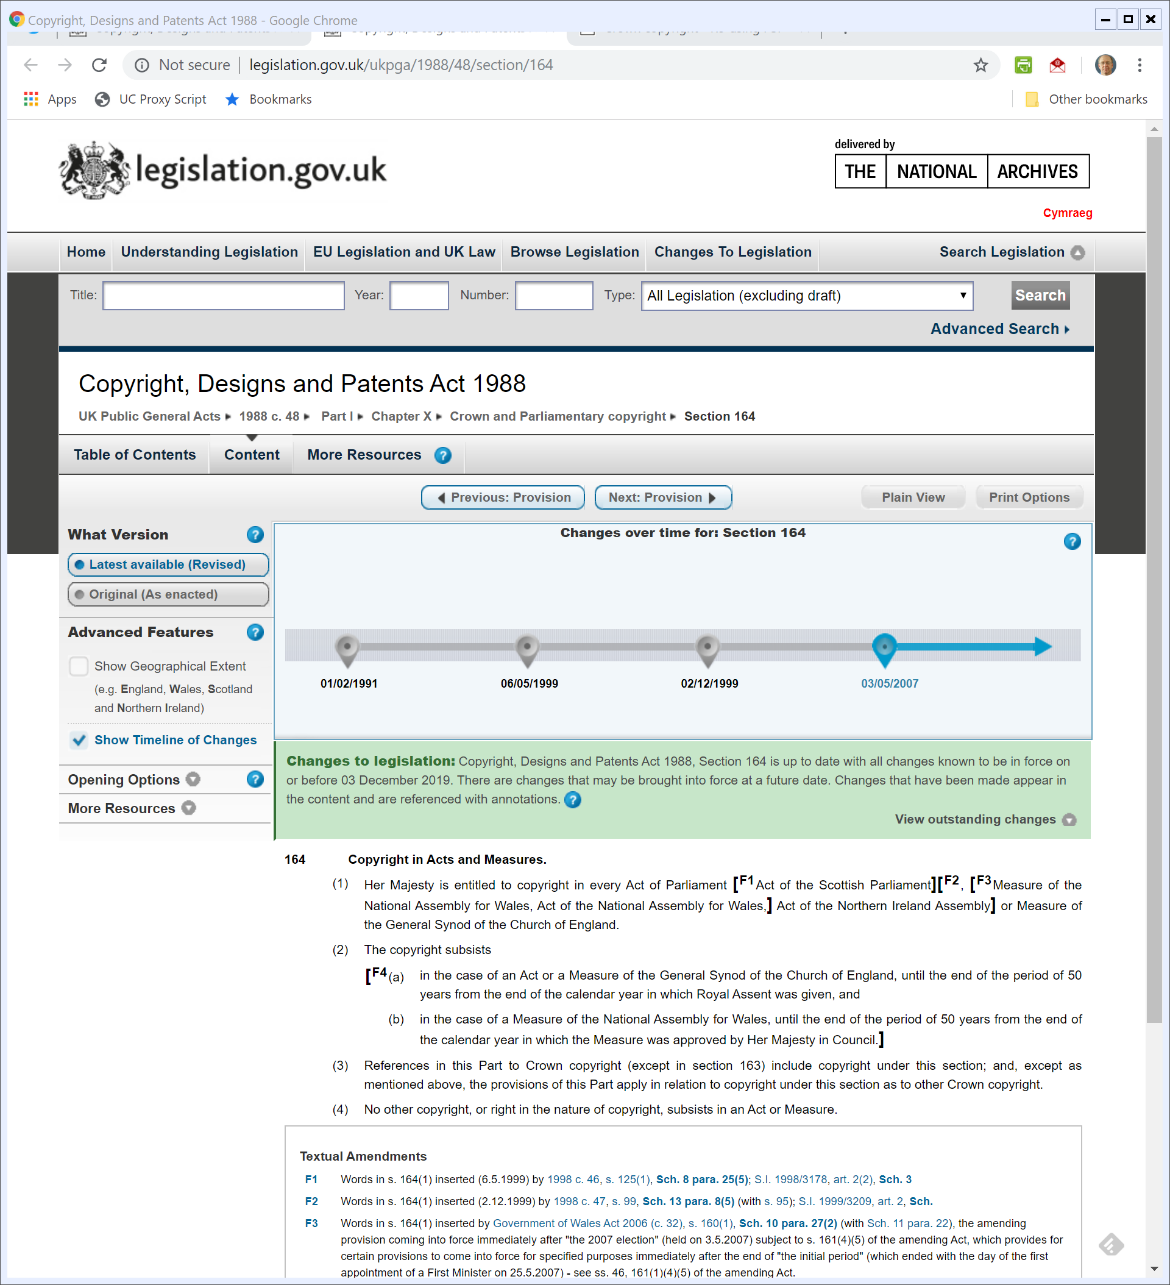 Copyright, Designs and Patents Act 1988 - Google Chrome
Not secure | legislation.gov.uk/ukpga/1988/48/section/164
Apps UC Proxy Script Bookmarks Other bookmarks
legislation.gov.uk
delivered by
THE NATIONAL ARCHIVES
Cymraeg
Home Understanding Legislation EU Legislation and UK Law Browse Legislation Changes To Legislation Search Legislation
Title: Year: Number: Type: All Legislation (excluding draft) Search
Advanced Search
Copyright, Designs and Patents Act 1988
UK Public General Acts ▶ 1988 c. 48 ▶ Part I ▶ Chapter X ▶ Crown and Parliamentary copyright ▶ Section 164
Table of Contents Content More Resources ?
Previous: Provision Next: Provision Plain View Print Options
What Version ?
Latest available (Revised)
Original (As enacted)
Advanced Features ?
Show Geographical Extent
(e.g. England, Wales, Scotland
and Northern Ireland)
Show Timeline of Changes
Opening Options ?
More Resources
Changes over time for: Section 164
?
01/02/1991 06/05/1999 02/12/1999 03/05/2007
Changes to legislation: Copyright, Designs and Patents Act 1988, Section 164 is up to date with all changes known to be in force on
or before 03 December 2019. There are changes that may be brought into force at a future date. Changes that have been made appear in
the content and are referenced with annotations. ?
View outstanding changes
164 Copyright in Acts and Measures.
(1) Her Majesty is entitled to copyright in every Act of Parliament [F1Act of the Scottish Parliament][F2, [F3Measure of the
National Assembly for Wales, Act of the National Assembly for Wales,] Act of the Northern Ireland Assembly] or Measure of
the General Synod of the Church of England.
(2) The copyright subsists
[F4(a) in the case of an Act or a Measure of the General Synod of the Church of England, until the end of the period of 50
years from the end of the calendar year in which Royal Assent was given, and
(b) in the case of a Measure of the National Assembly for Wales, until the end of the period of 50 years from the end of
the calendar year in which the Measure was approved by Her Majesty in Council.]
(3) References in this Part to Crown copyright (except in section 163) include copyright under this section; and, except as
mentioned above, the provisions of this Part apply in relation to copyright under this section as to other Crown copyright.
(4) No other copyright, or right in the nature of copyright, subsists in an Act or Measure.
Textual Amendments
F1 Words in s. 164(1) inserted (6.5.1999) by 1998 c. 46, s. 125(1), Sch. 8 para. 25(5); S.I. 1998/3178, art. 2(2), Sch. 3
F2 Words in s. 164(1) inserted (2.12.1999) by 1998 c. 47, s. 99, Sch. 13 para. 8(5) (with s. 95); S.I. 1999/3209, art. 2, Sch.
F3 Words in s. 164(1) inserted by Government of Wales Act 2006 (c. 32), s. 160(1), Sch. 10 para. 27(2) (with Sch. 11 para. 22), the amending
provision coming into force immediately after "the 2007 election" (held on 3.5.2007) subject to s. 161(4)(5) of the amending Act, which provides for
certain provisions to come into force for specified purposes immediately after the end of "the initial period" (which ended with the day of the first
appointment of a First Minister on 25.5.2007) - see ss. 46, 161(1)(4)(5) of the amending Act.